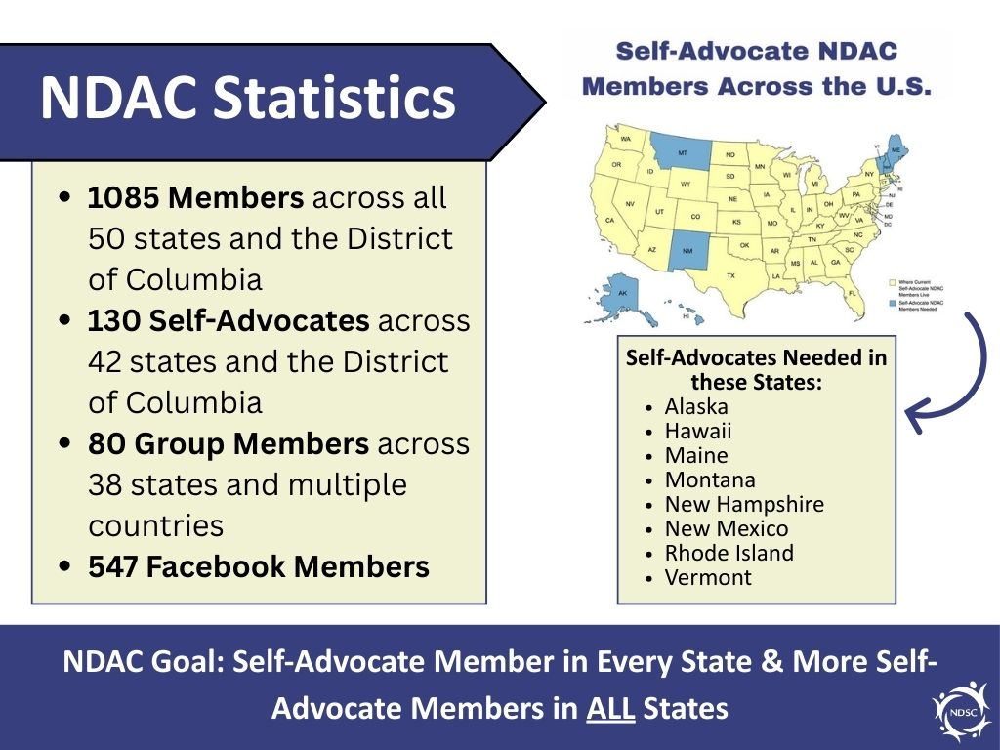 NDAC Statistics
• 1085 Members across all
50 states and the District
of Columbia
• 130 Self-Advocates across
42 states and the District
of Columbia
• 80 Group Members across
38 states and multiple
countries
• 547 Facebook Members
Self-Advocate NDAC
Members Across the U.S.
WA
OR
CA
NV
ID
MT
WY
UT
AZ
CO
NM
ND
SD
NE
KS
OK
TX
MN
IA
MO
AR
LA
WI
IL
MI
IN
OH
KY
TN
MS
AL
GA
FL
SC
NC
VA
WV
PA
NY
VT
ME
CT
RI
NJ
DE
MD
DC
AK
HI
Where Current
Self-Advocate NDAC
Members Live
Self-Advocate NDAC
Members Needed
Self-Advocates Needed in
these States:
• Alaska
• Hawaii
• Maine
• Montana
• New Hampshire
• New Mexico
• Rhode Island
• Vermont
NDAC Goal: Self-Advocate Member in Every State & More Self-
Advocate Members in ALL States
NDSC